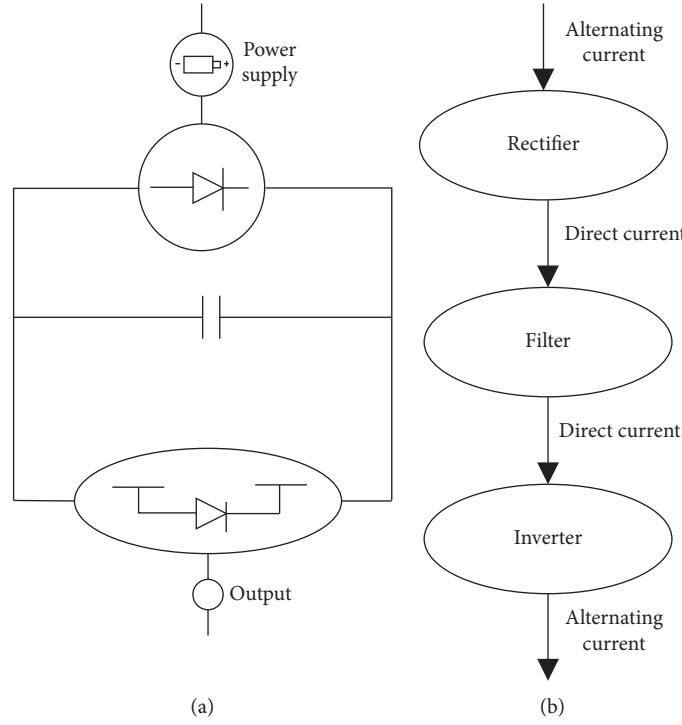 - +
Power
supply
Output
(a)
Alternating
current
Rectifier
Direct current
Filter
Direct current
Inverter
Alternating
current
(b)